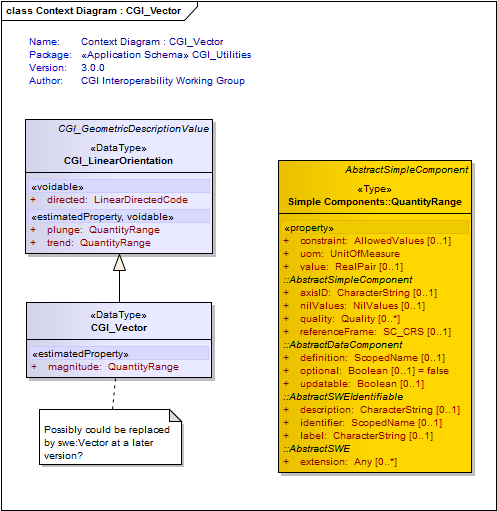 class Context Diagram : CGI_Vector
Name: Context Diagram : CGI_Vector
Package: «Application Schema» CGI_Utilities
Version: 3.0.0
Author: CGI Interoperability Working Group
CGI_GeometricDescriptionValue
«DataType»
CGI_LinearOrientation
«voidable»
+ directed: LinearDirectedCode
«estimatedProperty, voidable»
+ plunge: QuantityRange
+ trend: QuantityRange
«DataType»
CGI_Vector
«estimatedProperty»
+ magnitude: QuantityRange
Possibly could be replaced
by swe:Vector at a later
version?
AbstractSimpleComponent
«Type»
Simple Components::QuantityRange
«property»
+ constraint: AllowedValues [0..1]
+ uom: UnitOfMeasure
+ value: RealPair [0..1]
::AbstractSimpleComponent
+ axisID: CharacterString [0..1]
+ nilValues: NilValues [0..1]
+ quality: Quality [0..*]
+ referenceFrame: SC_CRS [0..1]
::AbstractDataComponent
+ definition: ScopedName [0..1]
+ optional: Boolean [0..1] = false
+ updatable: Boolean [0..1]
::AbstractSWEIdentifiable
+ description: CharacterString [0..1]
+ identifier: ScopedName [0..1]
+ label: CharacterString [0..1]
::AbstractSWE
+ extension: Any [0..*]